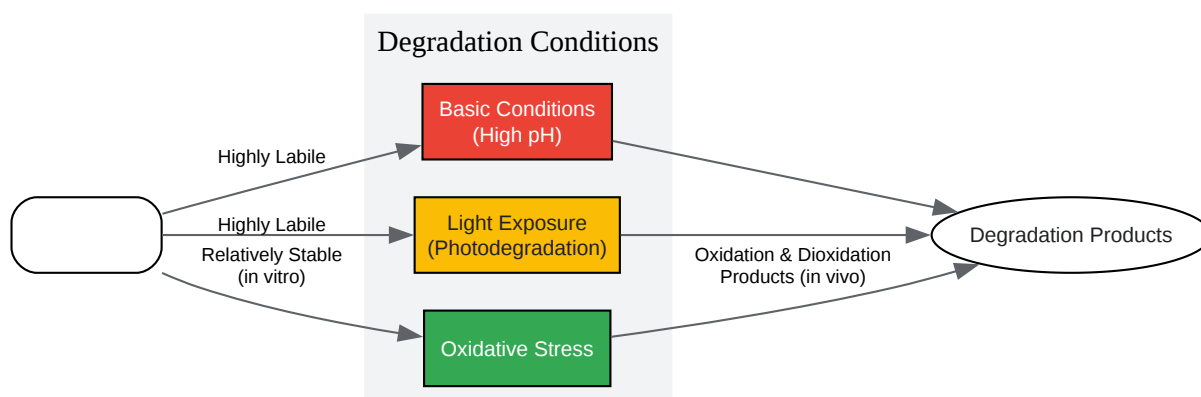 Degradation Conditions
Basic Conditions
(High pH)
Highly Labile
Highly Labile
Light Exposure
(Photodegradation)
Relatively Stable
(in vitro)
Oxidation & Dioxidation
Products (in vivo)
Degradation Products
Oxidative Stress